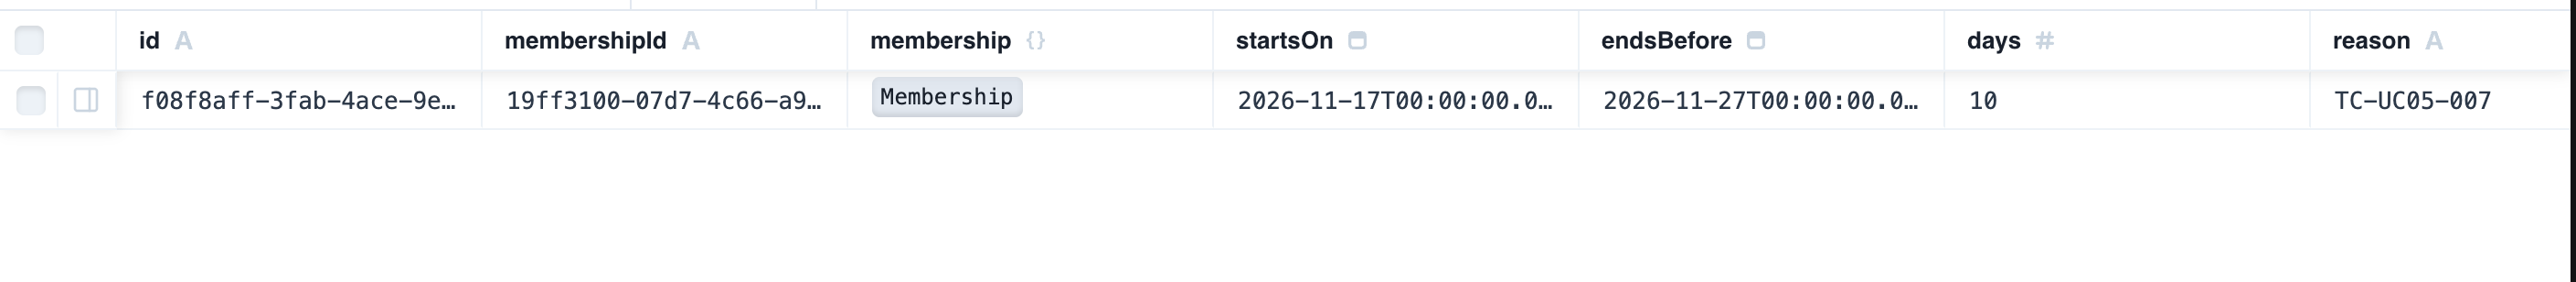 id A membershipId A membership {} startsOn endsBefore days # reason A
f08f8aff-3fab-4ace-9e… 19ff3100-07d7-4c66-a9… Membership 2026-11-17T00:00:00.0… 2026-11-27T00:00:00.0… 10 TC-UC05-007